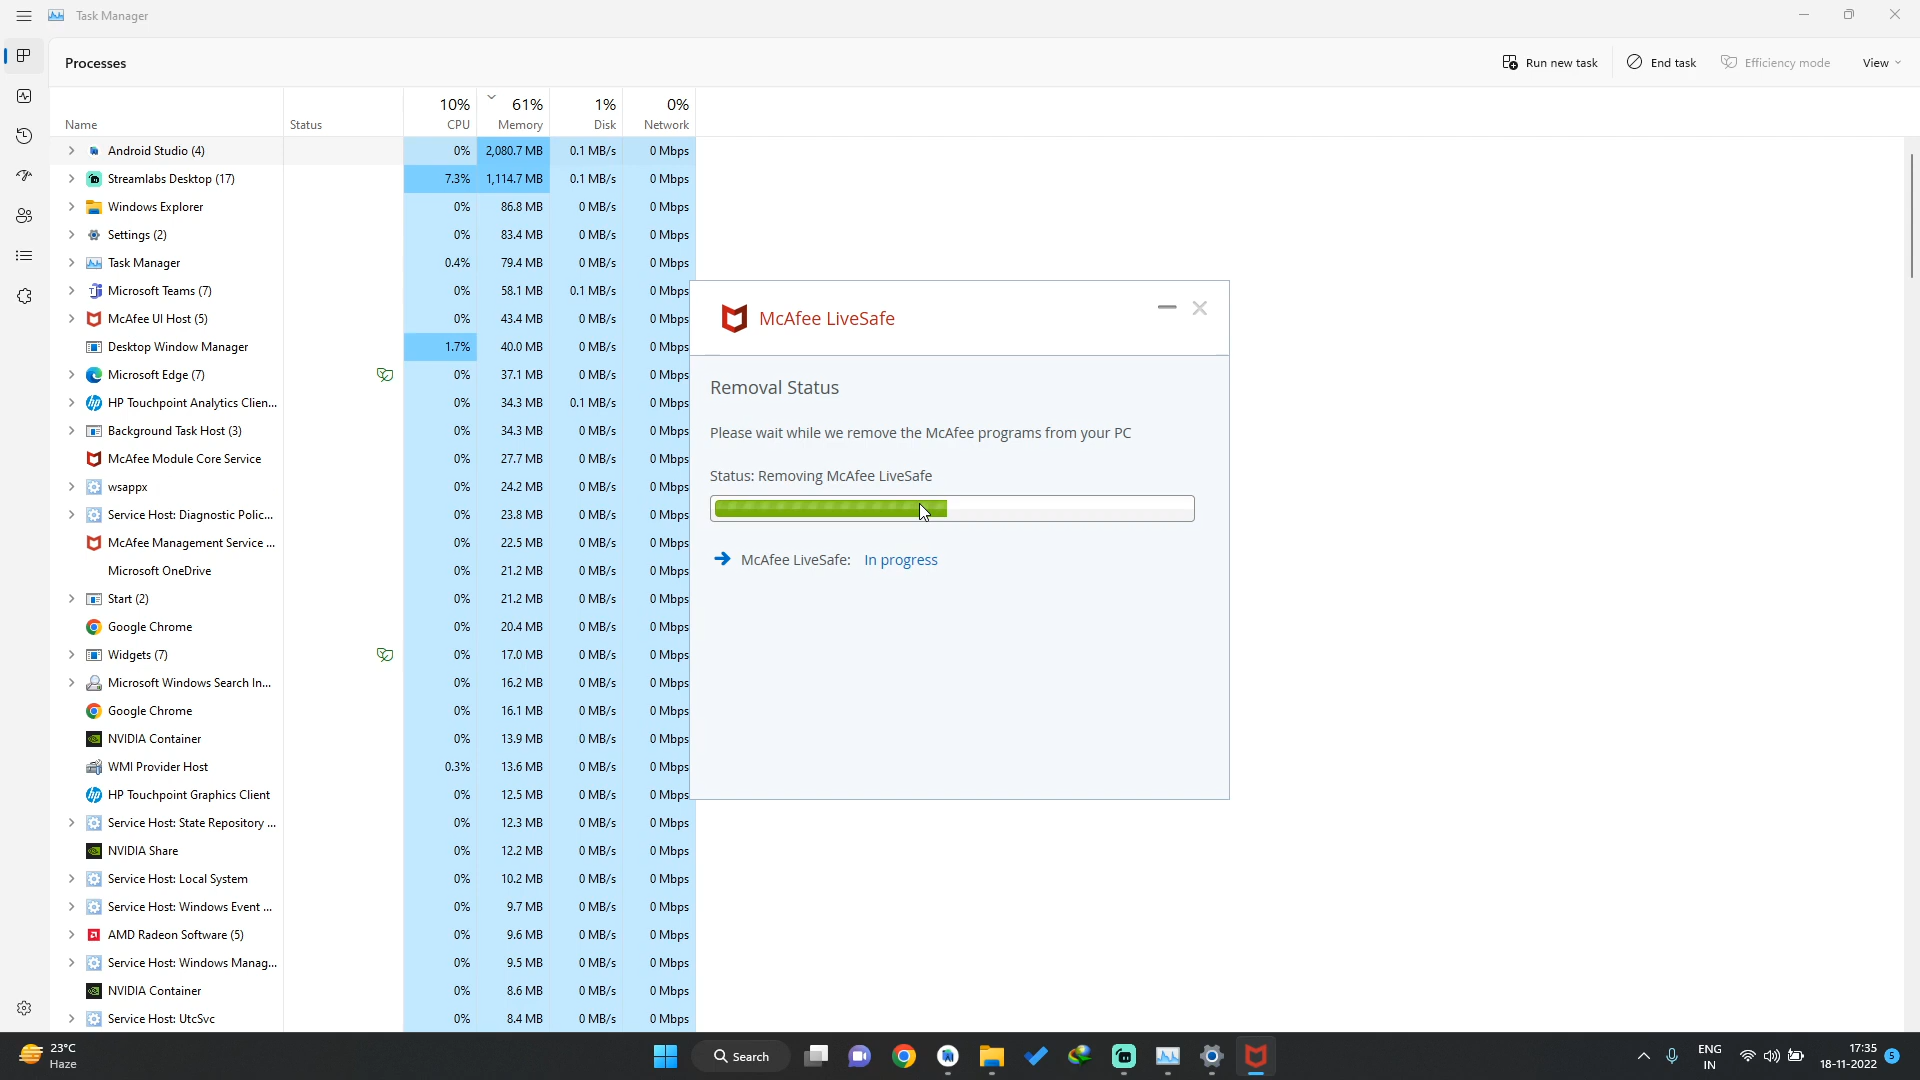 Task Manager
Processes
Run new task
End task
Efficiency mode
View
10% 61% 1% 0%
Name Status CPU Memory Disk Network
Android Studio (4) 0% 2,080.7 MB 0.1 MB/s 0 Mbps
Streamlabs Desktop (17) 7.3% 1,114.7 MB 0.1 MB/s 0 Mbps
Windows Explorer 0% 86.8 MB 0 MB/s 0 Mbps
Settings (2) 0% 83.4 MB 0 MB/s 0 Mbps
Task Manager 0.4% 79.4 MB 0 MB/s 0 Mbps
Microsoft Teams (7) 0% 58.1 MB 0.1 MB/s 0 Mbps
McAfee UI Host (5) 0% 43.4 MB 0 MB/s 0 Mbps
Desktop Window Manager 1.7% 40.0 MB 0 MB/s 0 Mbps
Microsoft Edge (7) 0% 37.1 MB 0 MB/s 0 Mbps
HP Touchpoint Analytics Clien... 0% 34.3 MB 0.1 MB/s 0 Mbps
Background Task Host (3) 0% 34.3 MB 0 MB/s 0 Mbps
McAfee Module Core Service 0% 27.7 MB 0 MB/s 0 Mbps
wsappx 0% 24.2 MB 0 MB/s 0 Mbps
Service Host: Diagnostic Polic... 0% 23.8 MB 0 MB/s 0 Mbps
McAfee Management Service ... 0% 22.5 MB 0 MB/s 0 Mbps
Microsoft OneDrive 0% 21.2 MB 0 MB/s 0 Mbps
Start (2) 0% 21.2 MB 0 MB/s 0 Mbps
Google Chrome 0% 20.4 MB 0 MB/s 0 Mbps
Widgets (7) 0% 17.0 MB 0 MB/s 0 Mbps
Microsoft Windows Search In... 0% 16.2 MB 0 MB/s 0 Mbps
Google Chrome 0% 16.1 MB 0 MB/s 0 Mbps
NVIDIA Container 0% 13.9 MB 0 MB/s 0 Mbps
WMI Provider Host 0.3% 13.6 MB 0 MB/s 0 Mbps
HP Touchpoint Graphics Client 0% 12.5 MB 0 MB/s 0 Mbps
Service Host: State Repository ... 0% 12.3 MB 0 MB/s 0 Mbps
NVIDIA Share 0% 12.2 MB 0 MB/s 0 Mbps
Service Host: Local System 0% 10.2 MB 0 MB/s 0 Mbps
Service Host: Windows Event ... 0% 9.7 MB 0 MB/s 0 Mbps
AMD Radeon Software (5) 0% 9.6 MB 0 MB/s 0 Mbps
Service Host: Windows Manag... 0% 9.5 MB 0 MB/s 0 Mbps
NVIDIA Container 0% 8.6 MB 0 MB/s 0 Mbps
Service Host: UtcSvc 0% 8.4 MB 0 MB/s 0 Mbps
McAfee LiveSafe
Removal Status
Please wait while we remove the McAfee programs from your PC
Status: Removing McAfee LiveSafe
McAfee LiveSafe: In progress
23°C
Haze
Search
ENG
IN
17:35
18-11-2022
5